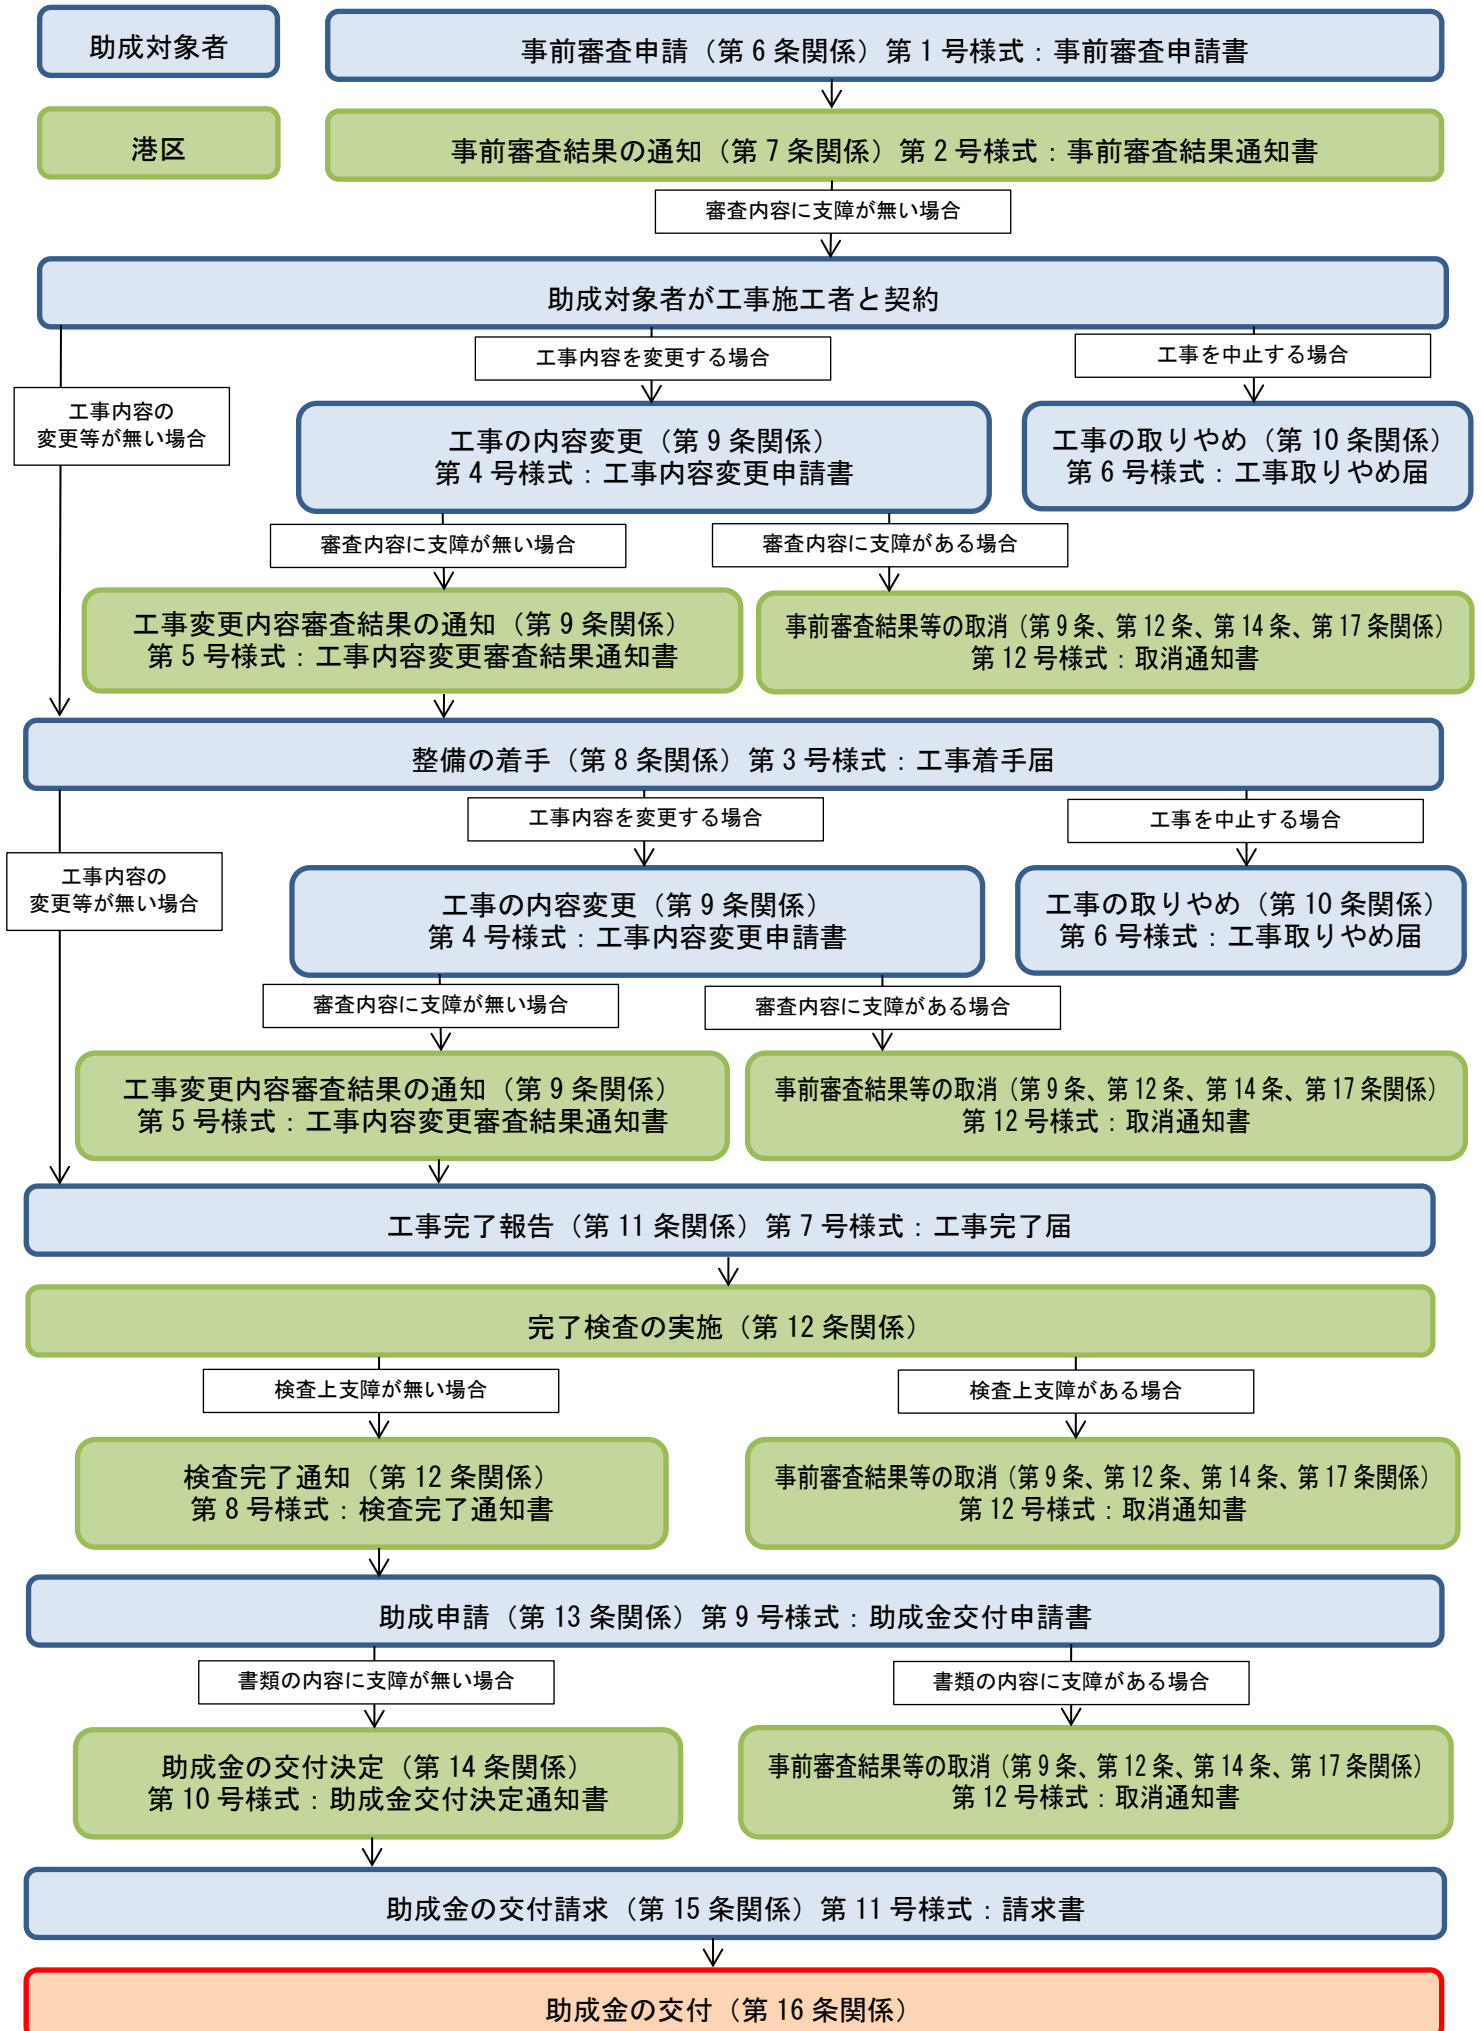 助成対象者
事前審査申請（第６条関係）第１号様式：事前審査申請書
港区
事前審査結果の通知（第７条関係）第２号様式：事前審査結果通知書
審査内容に支障が無い場合
助成対象者が工事施工者と契約
工事内容を変更する場合
工事を中止する場合
工事内容の
変更等が無い場合
工事の内容変更（第９条関係）
第４号様式：工事内容変更申請書
工事の取りやめ（第10条関係）
第６号様式：工事取りやめ届
審査内容に支障が無い場合
審査内容に支障がある場合
工事変更内容審査結果の通知（第９条関係）
第５号様式：工事内容変更審査結果通知書
事前審査結果等の取消（第９条、第12条、第14条、第17条関係）
第12号様式：取消通知書
整備の着手（第８条関係）第３号様式：工事着手届
工事内容を変更する場合
工事を中止する場合
工事内容の
変更等が無い場合
工事の内容変更（第９条関係）
第４号様式：工事内容変更申請書
工事の取りやめ（第10条関係）
第６号様式：工事取りやめ届
審査内容に支障が無い場合
審査内容に支障がある場合
工事変更内容審査結果の通知（第９条関係）
第５号様式：工事内容変更審査結果通知書
事前審査結果等の取消（第９条、第12条、第14条、第17条関係）
第12号様式：取消通知書
工事完了報告（第11条関係）第７号様式：工事完了届
完了検査の実施（第12条関係）
検査上支障が無い場合
検査上支障がある場合
検査完了通知（第12条関係）
第８号様式：検査完了通知書
事前審査結果等の取消（第９条、第12条、第14条、第17条関係）
第12号様式：取消通知書
助成申請（第13条関係）第９号様式：助成金交付申請書
書類の内容に支障が無い場合
書類の内容に支障がある場合
助成金の交付決定（第14条関係）
第10号様式：助成金交付決定通知書
事前審査結果等の取消（第９条、第12条、第14条、第17条関係）
第12号様式：取消通知書
助成金の交付請求（第15条関係）第11号様式：請求書
助成金の交付（第16条関係）